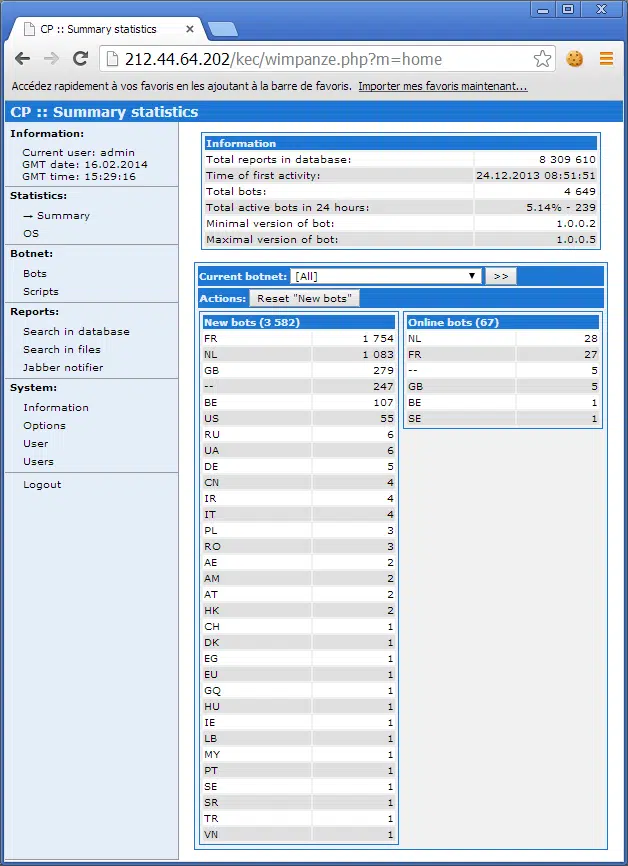 CP :: Summary statistics
212.44.64.202/kec/wimpanze.php?m=home
Accédez rapidement à vos favoris en les ajoutant à la barre de favoris. Importer mes favoris maintenant...
CP :: Summary statistics
Information:
Current user: admin
GMT date: 16.02.2014
GMT time: 15:29:16
Statistics:
→ Summary
OS
Botnet:
Bots
Scripts
Reports:
Search in database
Search in files
Jabber notifier
System:
Information
Options
User
Users
Logout
Information
Total reports in database: 8 309 610
Time of first activity: 24.12.2013 08:51:51
Total bots: 4 649
Total active bots in 24 hours: 5.14% - 239
Minimal version of bot: 1.0.0.2
Maximal version of bot: 1.0.0.5
Current botnet: [All] >>
Actions: Reset "New bots"
New bots (3 582)
FR 1 754
NL 1 083
GB 279
-- 247
BE 107
US 55
RU 6
UA 6
DE 5
CN 4
IR 4
IT 4
PL 3
RO 3
AE 2
AM 2
AT 2
HK 2
CH 1
DK 1
EG 1
EU 1
GQ 1
HU 1
IE 1
LB 1
MY 1
PT 1
SE 1
SR 1
TR 1
VN 1
Online bots (67)
NL 28
FR 27
-- 5
GB 5
BE 1
SE 1